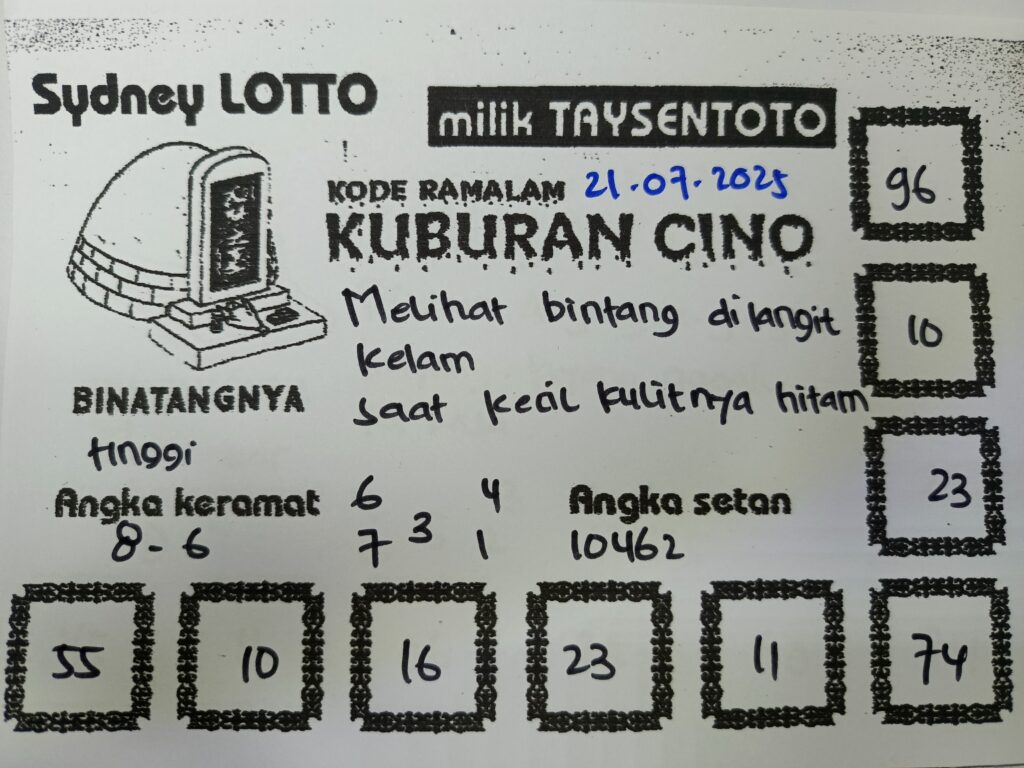 Sydney LOTTO
milik TAYSENTOTO
KODE RAMALAM 21.07.2025
KUBURAN CINO
Melihat bintang dilangit
kelam
saat kecil kulitnya hitam
BINATANGNYA
tinggi
Angka keramat
8-6
6 4
3
7 1
Angka setan
10462
96
10
23
55 10 16 23 11 74